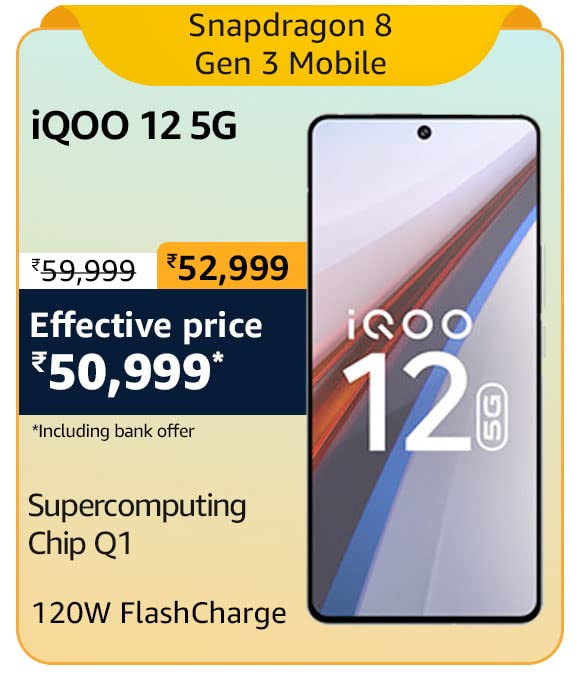 Snapdragon 8
Gen 3 Mobile
iQOO 12 5G
₹59,999 ₹52,999
Effective price
₹50,999*
*Including bank offer
Supercomputing
Chip Q1
120W FlashCharge
iQOO
12 5G